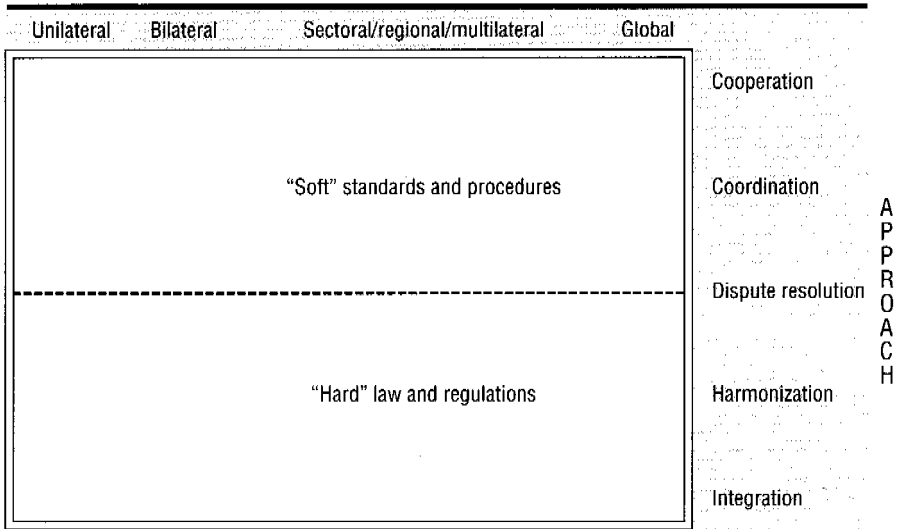 Unilateral Bilateral Sectoral/regional/multilateral Global
Cooperation
“Soft” standards and procedures Coordination
Dispute resolution
“Hard” law and regulations Harmonization
Integration
APPROACH